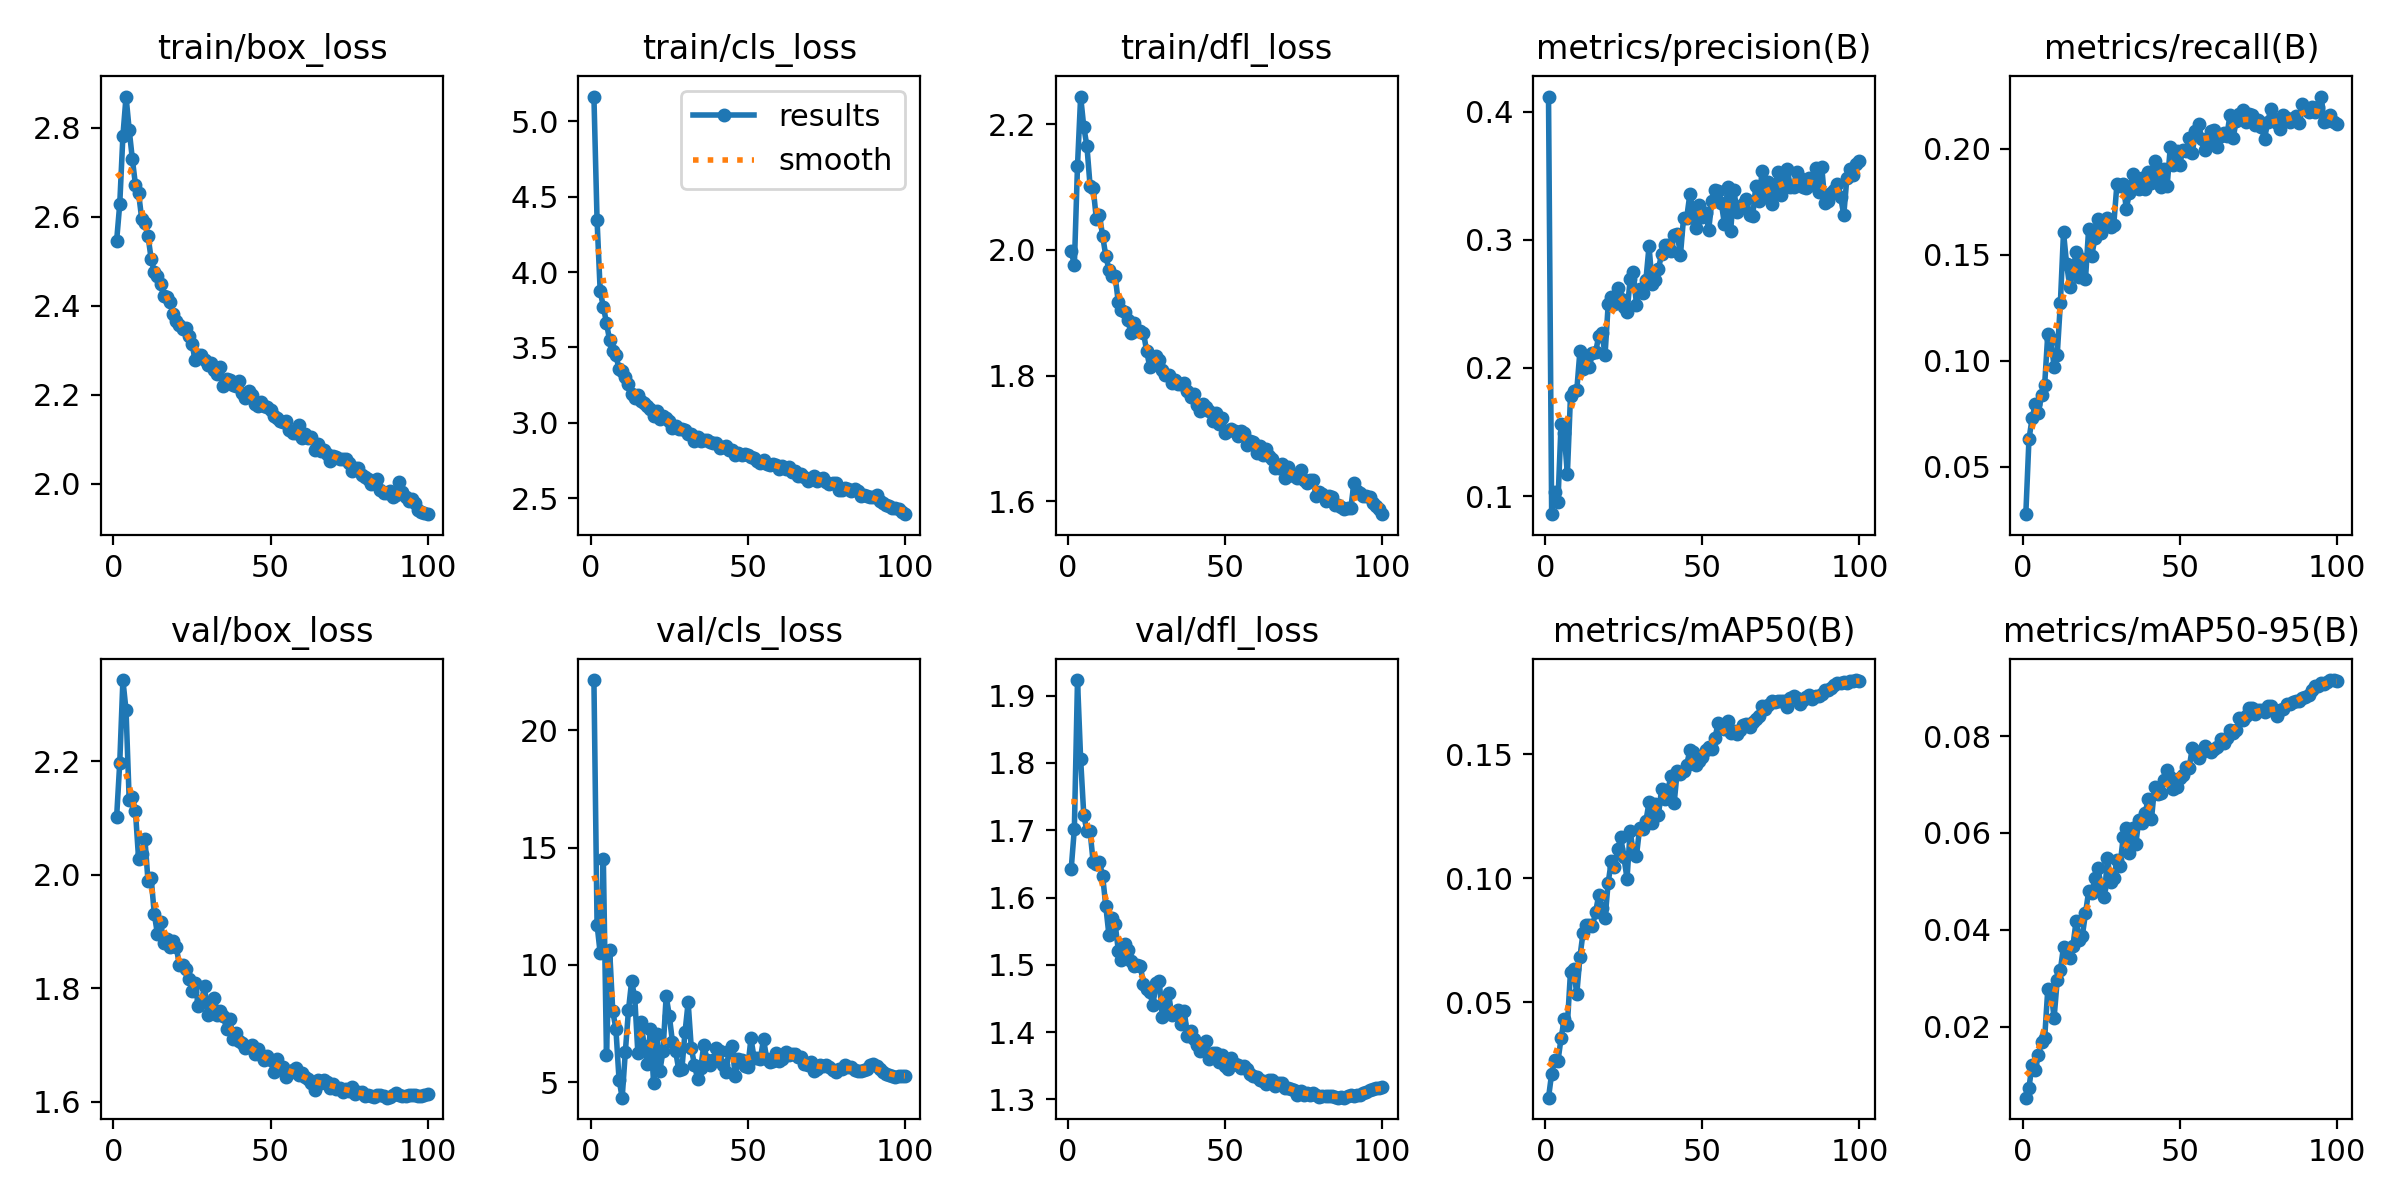 train/box_loss
2.8
2.6
2.4
2.2
2.0
0 50 100
train/cls_loss
results
smooth
5.0
4.5
4.0
3.5
3.0
2.5
0 50 100
train/dfl_loss
2.2
2.0
1.8
1.6
0 50 100
metrics/precision(B)
0.4
0.3
0.2
0.1
0 50 100
metrics/recall(B)
0.20
0.15
0.10
0.05
0 50 100
val/box_loss
2.2
2.0
1.8
1.6
0 50 100
val/cls_loss
20
15
10
5
0 50 100
val/dfl_loss
1.9
1.8
1.7
1.6
1.5
1.4
1.3
0 50 100
metrics/mAP50(B)
0.15
0.10
0.05
0 50 100
metrics/mAP50-95(B)
0.08
0.06
0.04
0.02
0 50 100